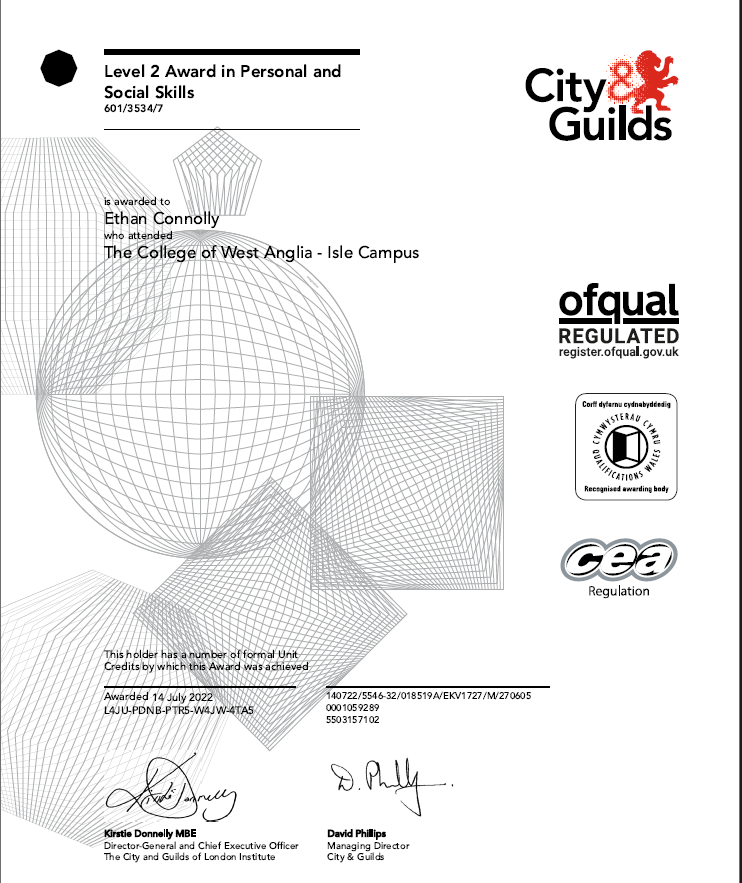 Level 2 Award in Personal and
Social Skills
601/3534/7
City&
Guilds
is awarded to
Ethan Connolly
who attended
The College of West Anglia - Isle Campus
ofqual
REGULATED
register.ofqual.gov.uk
Corff dyfarnu cydnabyddedig
CYMWYSTERAU CYMRU
QUALIFICATIONS WALES
Recognised awarding body
cea
Regulation
This holder has a number of formal Unit
Credits by which this Award was achieved
Awarded 14 July 2022
L4JU-PDNB-PTR5-W4JW-4TA5
140722/5546-32/018519A/EKV1727/M/270605
0001059289
5503157102
Kirstie Donnelly
D. Phillips.
Kirstie Donnelly MBE
Director-General and Chief Executive Officer
The City and Guilds of London Institute
David Phillips
Managing Director
City & Guilds